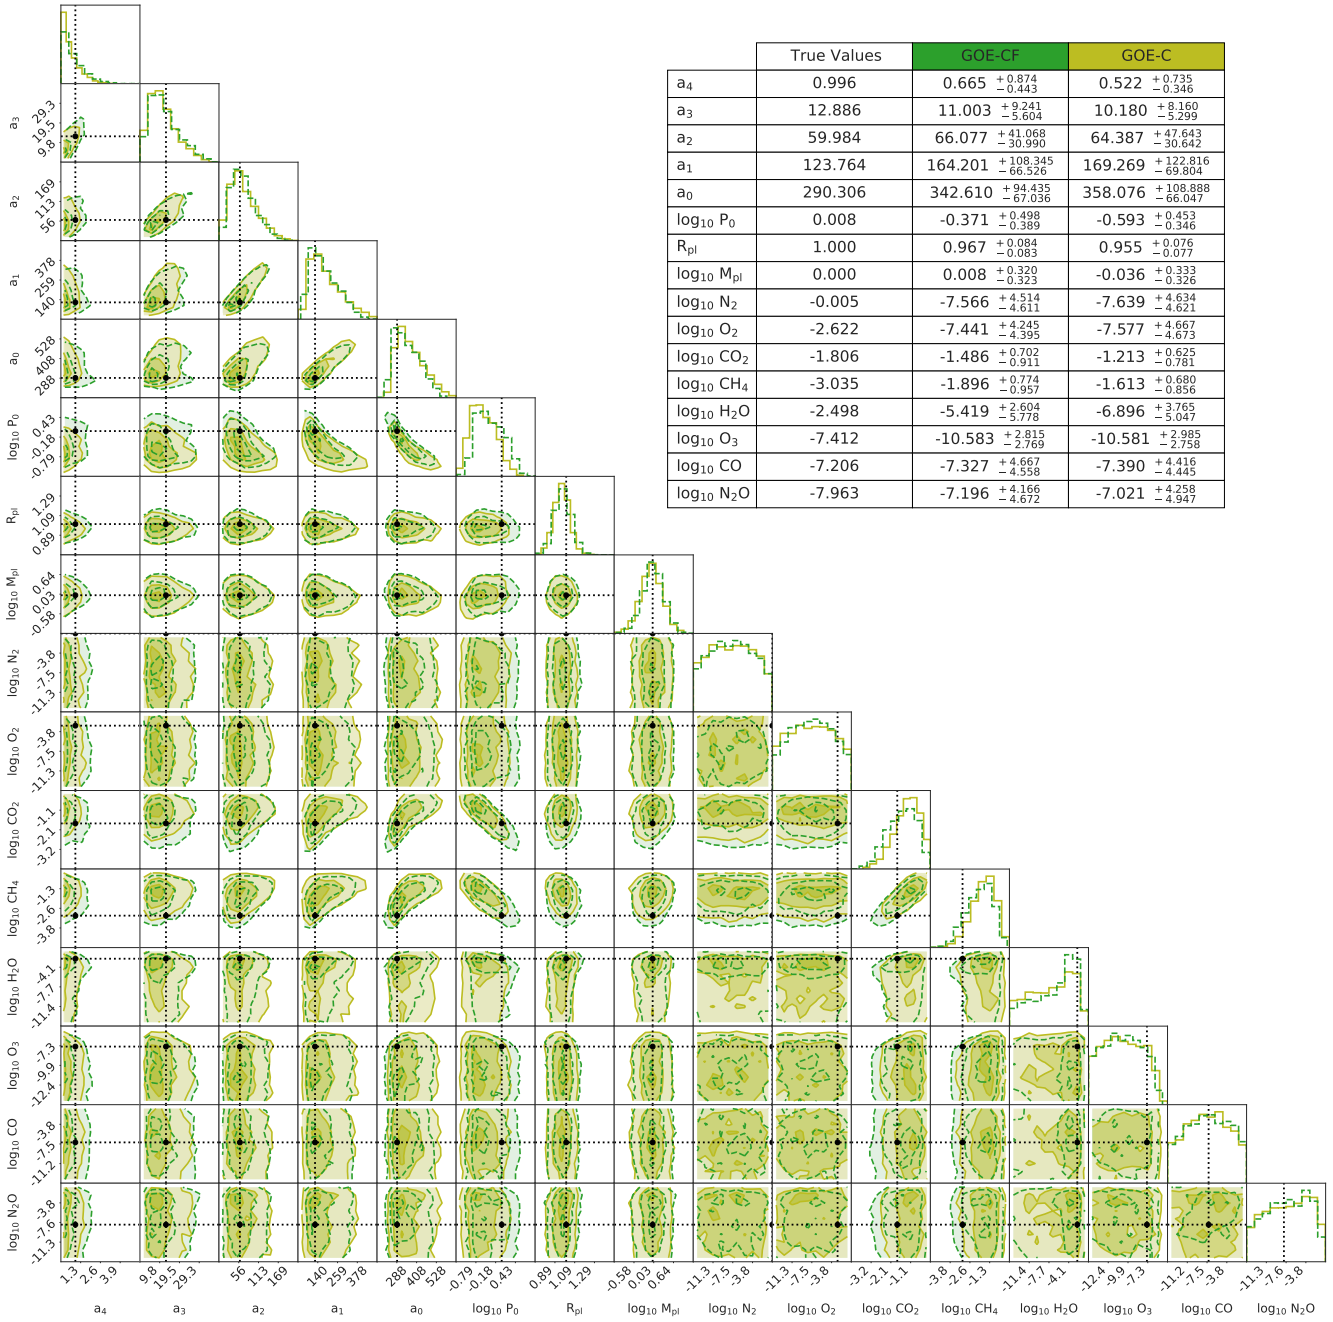 True Values GOE-CF GOE-C
a₄ 0.996 0.665 +0.874 −0.443 0.522 +0.735 −0.346
a₃ 12.886 11.003 +9.241 −5.604 10.180 +8.160 −5.299
a₂ 59.984 66.077 +41.068 −30.990 64.387 +47.643 −30.642
a₁ 123.764 164.201 +108.345 −66.526 169.269 +122.816 −69.804
a₀ 290.306 342.610 +94.435 −67.036 358.076 +108.888 −66.047
log₁₀ P₀ 0.008 -0.371 +0.498 −0.389 -0.593 +0.453 −0.346
Rₚₗ 1.000 0.967 +0.084 −0.083 0.955 +0.076 −0.077
log₁₀ Mₚₗ 0.000 0.008 +0.320 −0.323 -0.036 +0.333 −0.326
log₁₀ N₂ -0.005 -7.566 +4.514 −4.611 -7.639 +4.634 −4.621
log₁₀ O₂ -2.622 -7.441 +4.245 −4.395 -7.577 +4.667 −4.673
log₁₀ CO₂ -1.806 -1.486 +0.702 −0.911 -1.213 +0.625 −0.781
log₁₀ CH₄ -3.035 -1.896 +0.774 −0.957 -1.613 +0.680 −0.856
log₁₀ H₂O -2.498 -5.419 +2.604 −5.778 -6.896 +3.765 −5.047
log₁₀ O₃ -7.412 -10.583 +2.815 −2.769 -10.581 +2.985 −2.758
log₁₀ CO -7.206 -7.327 +4.667 −4.558 -7.390 +4.416 −4.445
log₁₀ N₂O -7.963 -7.196 +4.166 −4.672 -7.021 +4.258 −4.947
a₃ 29.3 19.5 9.8
a₂ 169 113 56
a₁ 378 259 140
a₀ 528 408 288
log₁₀ P₀ 0.43 -0.18 -0.79
Rₚₗ 1.29 1.09 0.89
log₁₀ Mₚₗ 0.64 0.03 -0.58
log₁₀ N₂ -3.8 -7.5 -11.3
log₁₀ O₂ -3.8 -7.5 -11.3
log₁₀ CO₂ -1.1 -2.1 -3.2
log₁₀ CH₄ -1.3 -2.6 -3.8
log₁₀ H₂O -4.1 -7.7 -11.4
log₁₀ O₃ -7.3 -9.9 -12.4
log₁₀ CO -3.8 -7.5 -11.2
log₁₀ N₂O -3.8 -7.6 -11.3
1.3 2.6 3.9 9.8 19.5 29.3 56 113 169 140 259 378 288 408 528 -0.79 -0.18 0.43 0.89 1.09 1.29 -0.58 0.03 0.64 -11.3 -7.5 -3.8 -11.3 -7.5 -3.8 -3.2 -2.1 -1.1 -3.8 -2.6 -1.3 -11.4 -7.7 -4.1 -12.4 -9.9 -7.3 -11.2 -7.5 -3.8 -11.3 -7.6 -3.8
a₄ a₃ a₂ a₁ a₀ log₁₀ P₀ Rₚₗ log₁₀ Mₚₗ log₁₀ N₂ log₁₀ O₂ log₁₀ CO₂ log₁₀ CH₄ log₁₀ H₂O log₁₀ O₃ log₁₀ CO log₁₀ N₂O